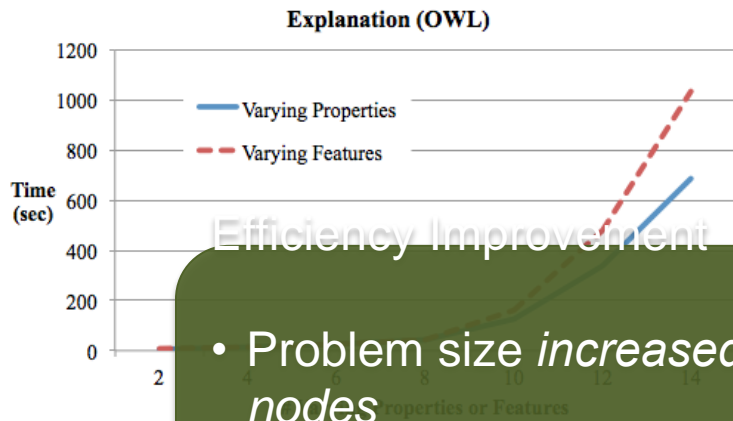 Explanation (OWL)
1200
1000
800
600
400
200
0
Time
(sec)
Varying Properties
Varying Features
2 4 6 8 10 12 14
Properties or Features
Efficiency Improvement
• Problem size increased
nodes